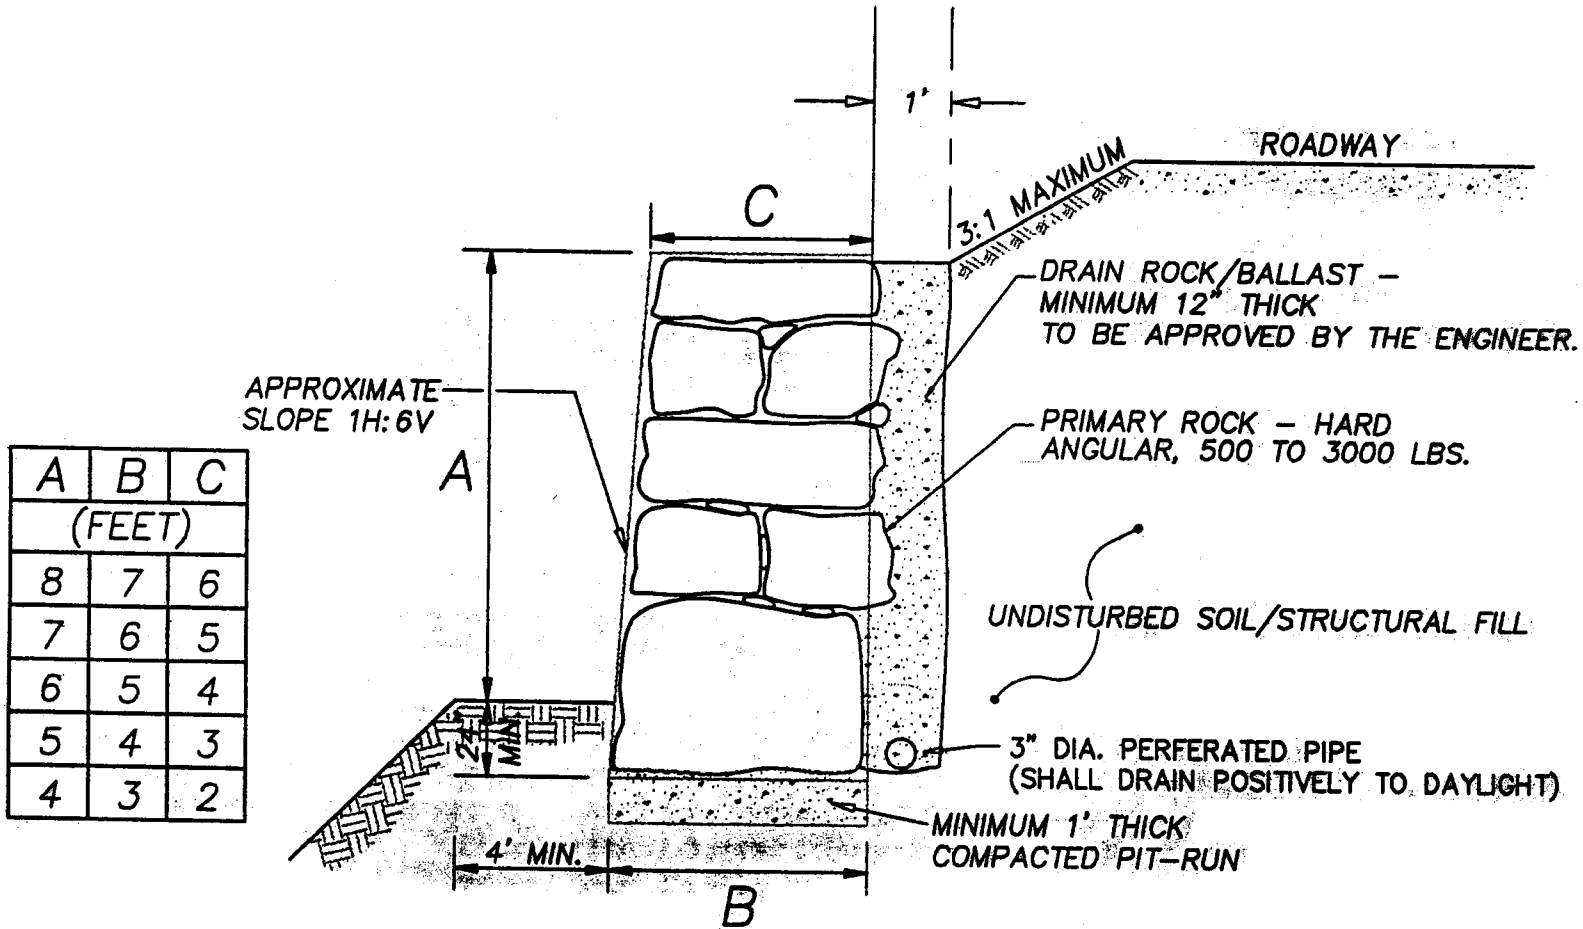 1'
ROADWAY
3:1 MAXIMUM
C
DRAIN ROCK/BALLAST –
MINIMUM 12" THICK
TO BE APPROVED BY THE ENGINEER.
APPROXIMATE
SLOPE 1H:6V
PRIMARY ROCK – HARD
ANGULAR, 500 TO 3000 LBS.
A
A B C
(FEET)
8 7 6
7 6 5
6 5 4
5 4 3
4 3 2
UNDISTURBED SOIL/STRUCTURAL FILL
24"
MIN.
3" DIA. PERFERATED PIPE
(SHALL DRAIN POSITIVELY TO DAYLIGHT)
MINIMUM 1' THICK
COMPACTED PIT–RUN
4' MIN.
B